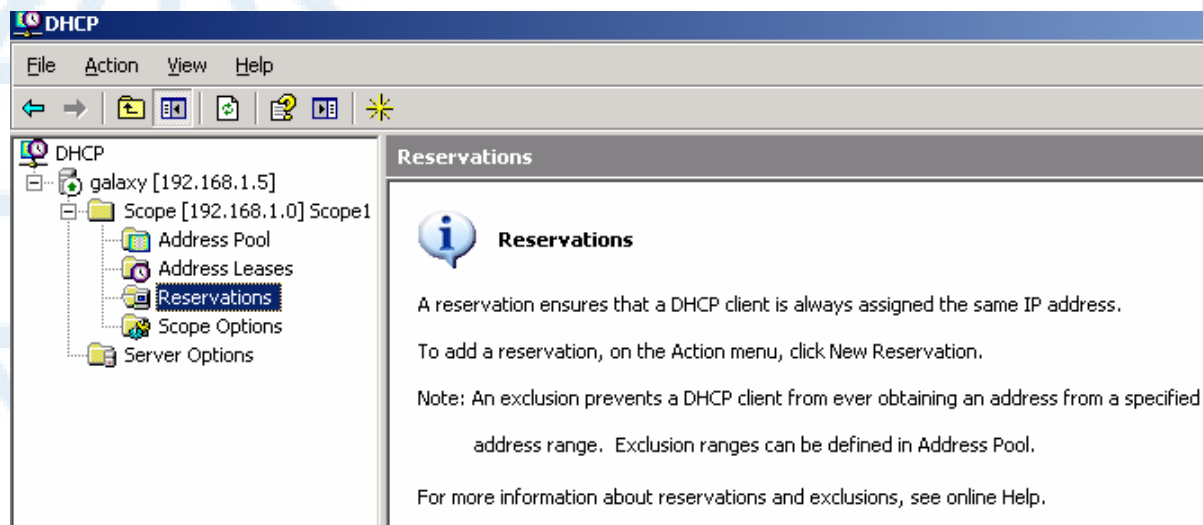 DHCP
File Action View Help
DHCP
galaxy [192.168.1.5]
Scope [192.168.1.0] Scope1
Address Pool
Address Leases
Reservations
Scope Options
Server Options
Reservations
Reservations
A reservation ensures that a DHCP client is always assigned the same IP address.
To add a reservation, on the Action menu, click New Reservation.
Note: An exclusion prevents a DHCP client from ever obtaining an address from a specified
address range. Exclusion ranges can be defined in Address Pool.
For more information about reservations and exclusions, see online Help.